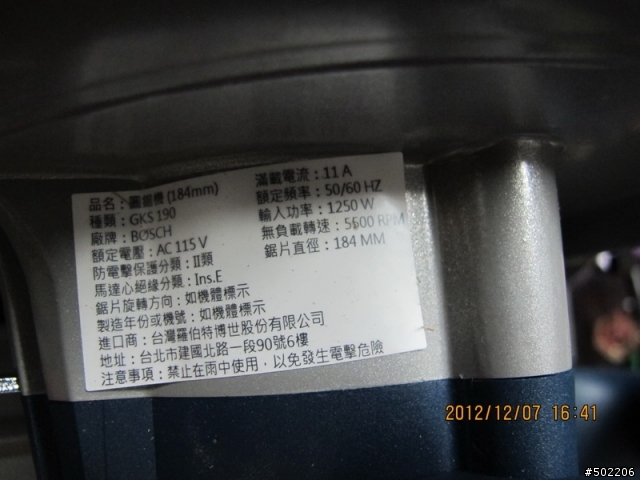 品名：圓鋸機 (184mm)
種類：GKS 190
廠牌：BOSCH
額定電壓：AC 115 V
防電擊保護分類：II類
馬達心絕緣分類：Ins.E
鋸片旋轉方向：如機體標示
製造年份或機號：如機體標示
進口商：台灣羅伯特博世股份有限公司
地址：台北市建國北路一段90號6樓
注意事項：禁止在雨中使用，以免發生電擊危險
滿載電流：11 A
額定頻率：50/60 HZ
輸入功率：1250 W
無負載轉速：5500 RPM
鋸片直徑：184 MM
2012/12/07 16:41
#502206